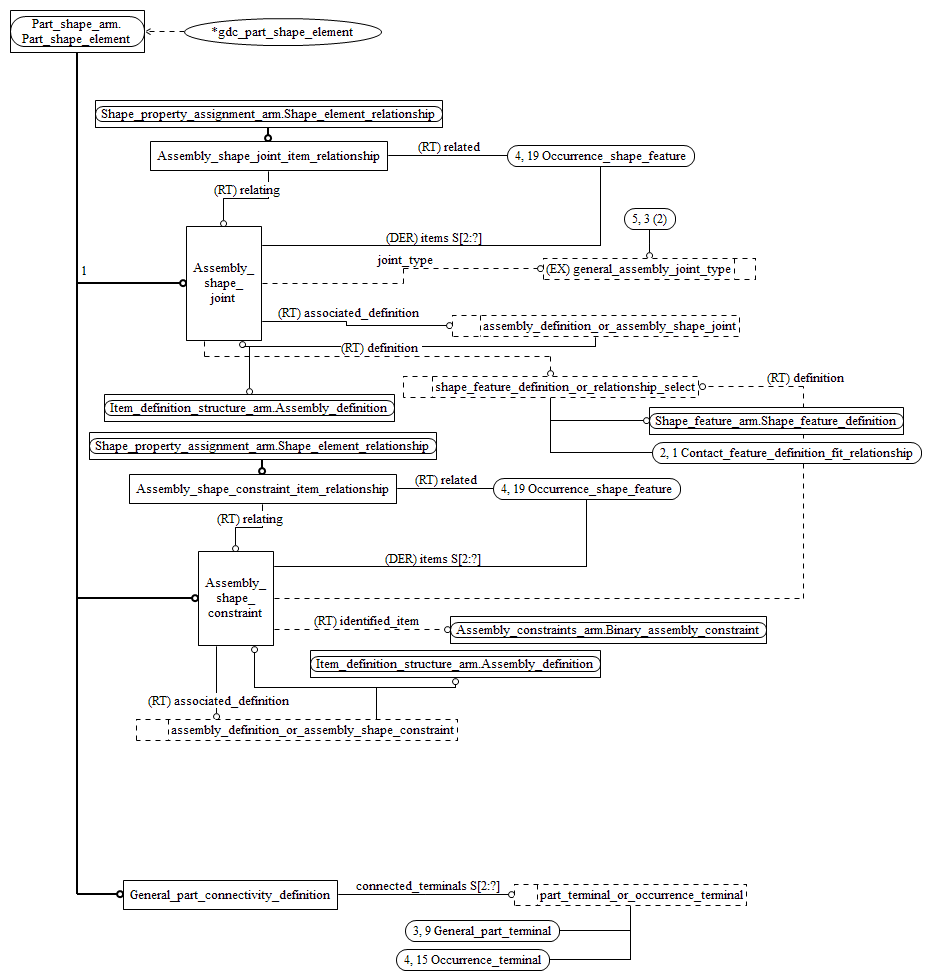 Part_shape_arm.
Part_shape_element
*gdc_part_shape_element
Shape_property_assignment_arm.Shape_element_relationship
Assembly_shape_joint_item_relationship
(RT) related
4, 19 Occurrence_shape_feature
(RT) relating
5, 3 (2)
(DER) items S[2:?]
joint_type
1
Assembly_
shape_
joint
(EX) general_assembly_joint_type
(RT) associated_definition
assembly_definition_or_assembly_shape_joint
(RT) definition
(RT) definition
shape_feature_definition_or_relationship_select
Item_definition_structure_arm.Assembly_definition
Shape_feature_arm.Shape_feature_definition
Shape_property_assignment_arm.Shape_element_relationship
2, 1 Contact_feature_definition_fit_relationship
Assembly_shape_constraint_item_relationship
(RT) related
4, 19 Occurrence_shape_feature
(RT) relating
(DER) items S[2:?]
Assembly_
shape_
constraint
(RT) identified_item
Assembly_constraints_arm.Binary_assembly_constraint
Item_definition_structure_arm.Assembly_definition
(RT) associated_definition
assembly_definition_or_assembly_shape_constraint
General_part_connectivity_definition
connected_terminals S[2:?]
part_terminal_or_occurrence_terminal
3, 9 General_part_terminal
4, 15 Occurrence_terminal